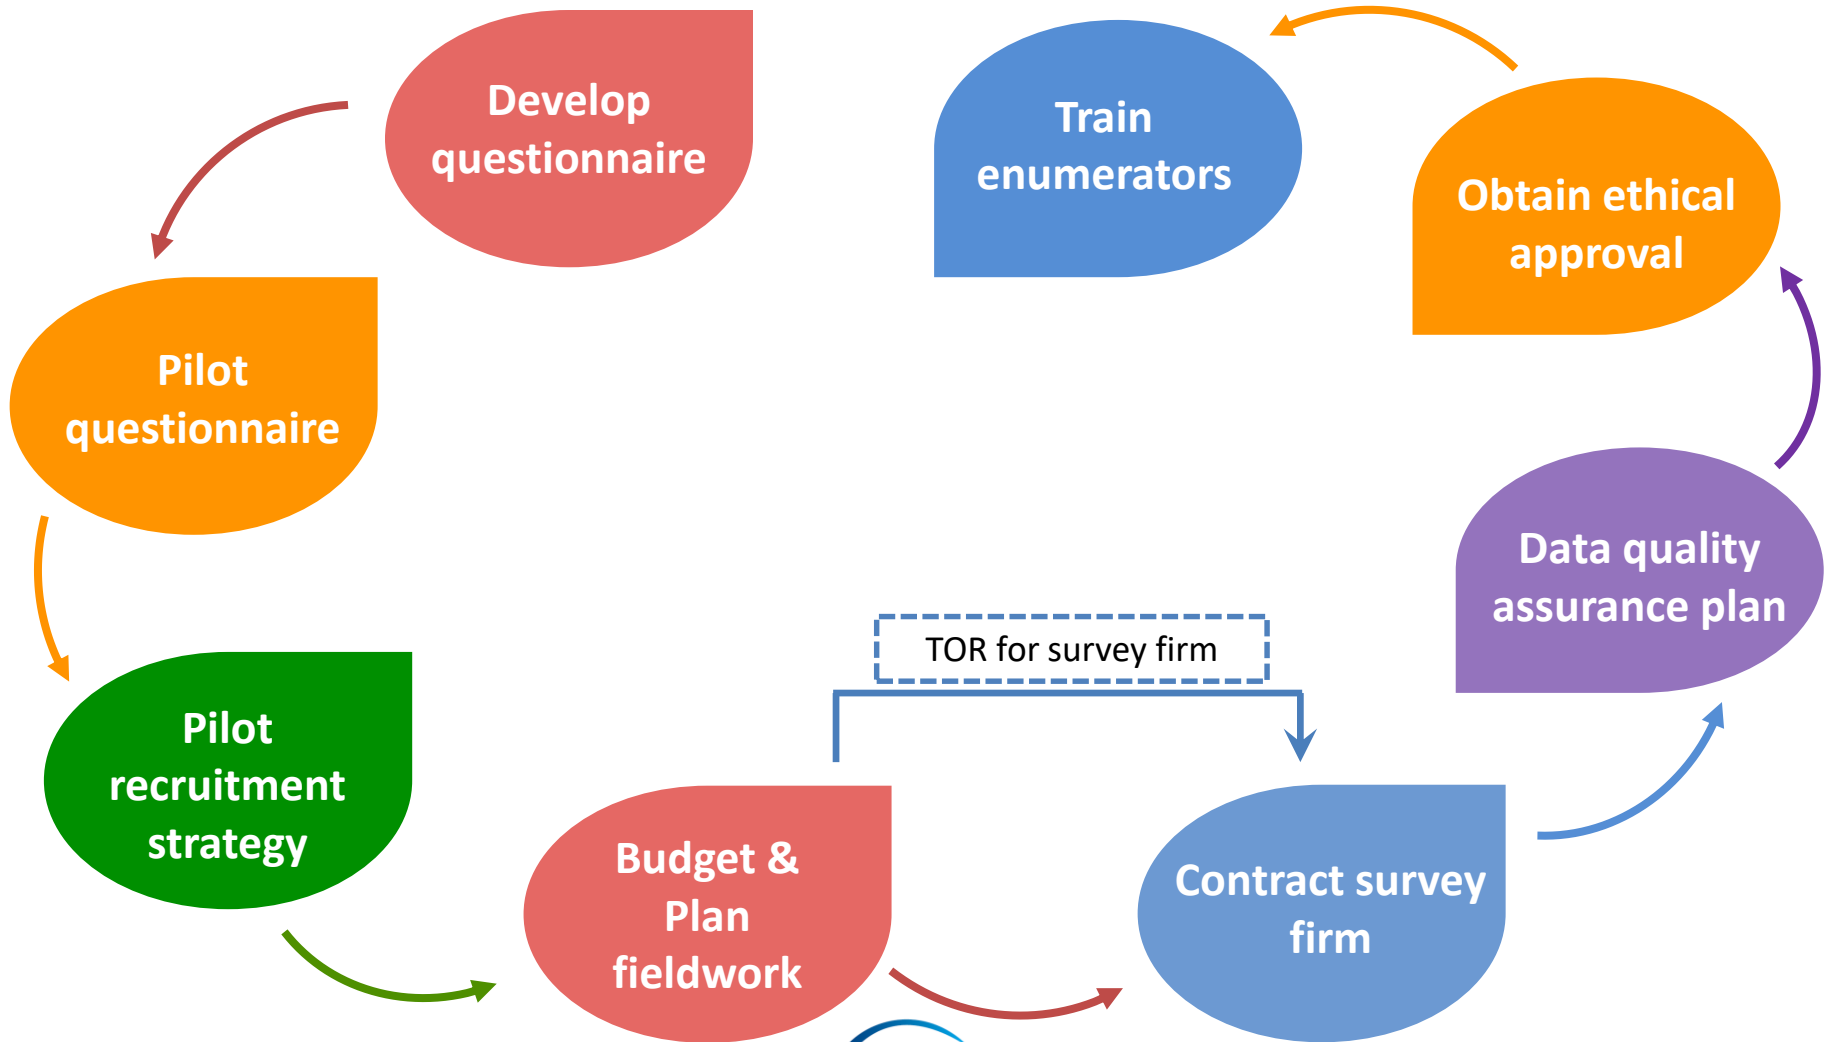 Develop
questionnaire
Pilot
questionnaire
Pilot
recruitment
strategy
Budget &
Plan
fieldwork
TOR for survey firm
Contract survey
firm
Data quality
assurance plan
Obtain ethical
approval
Train
enumerators